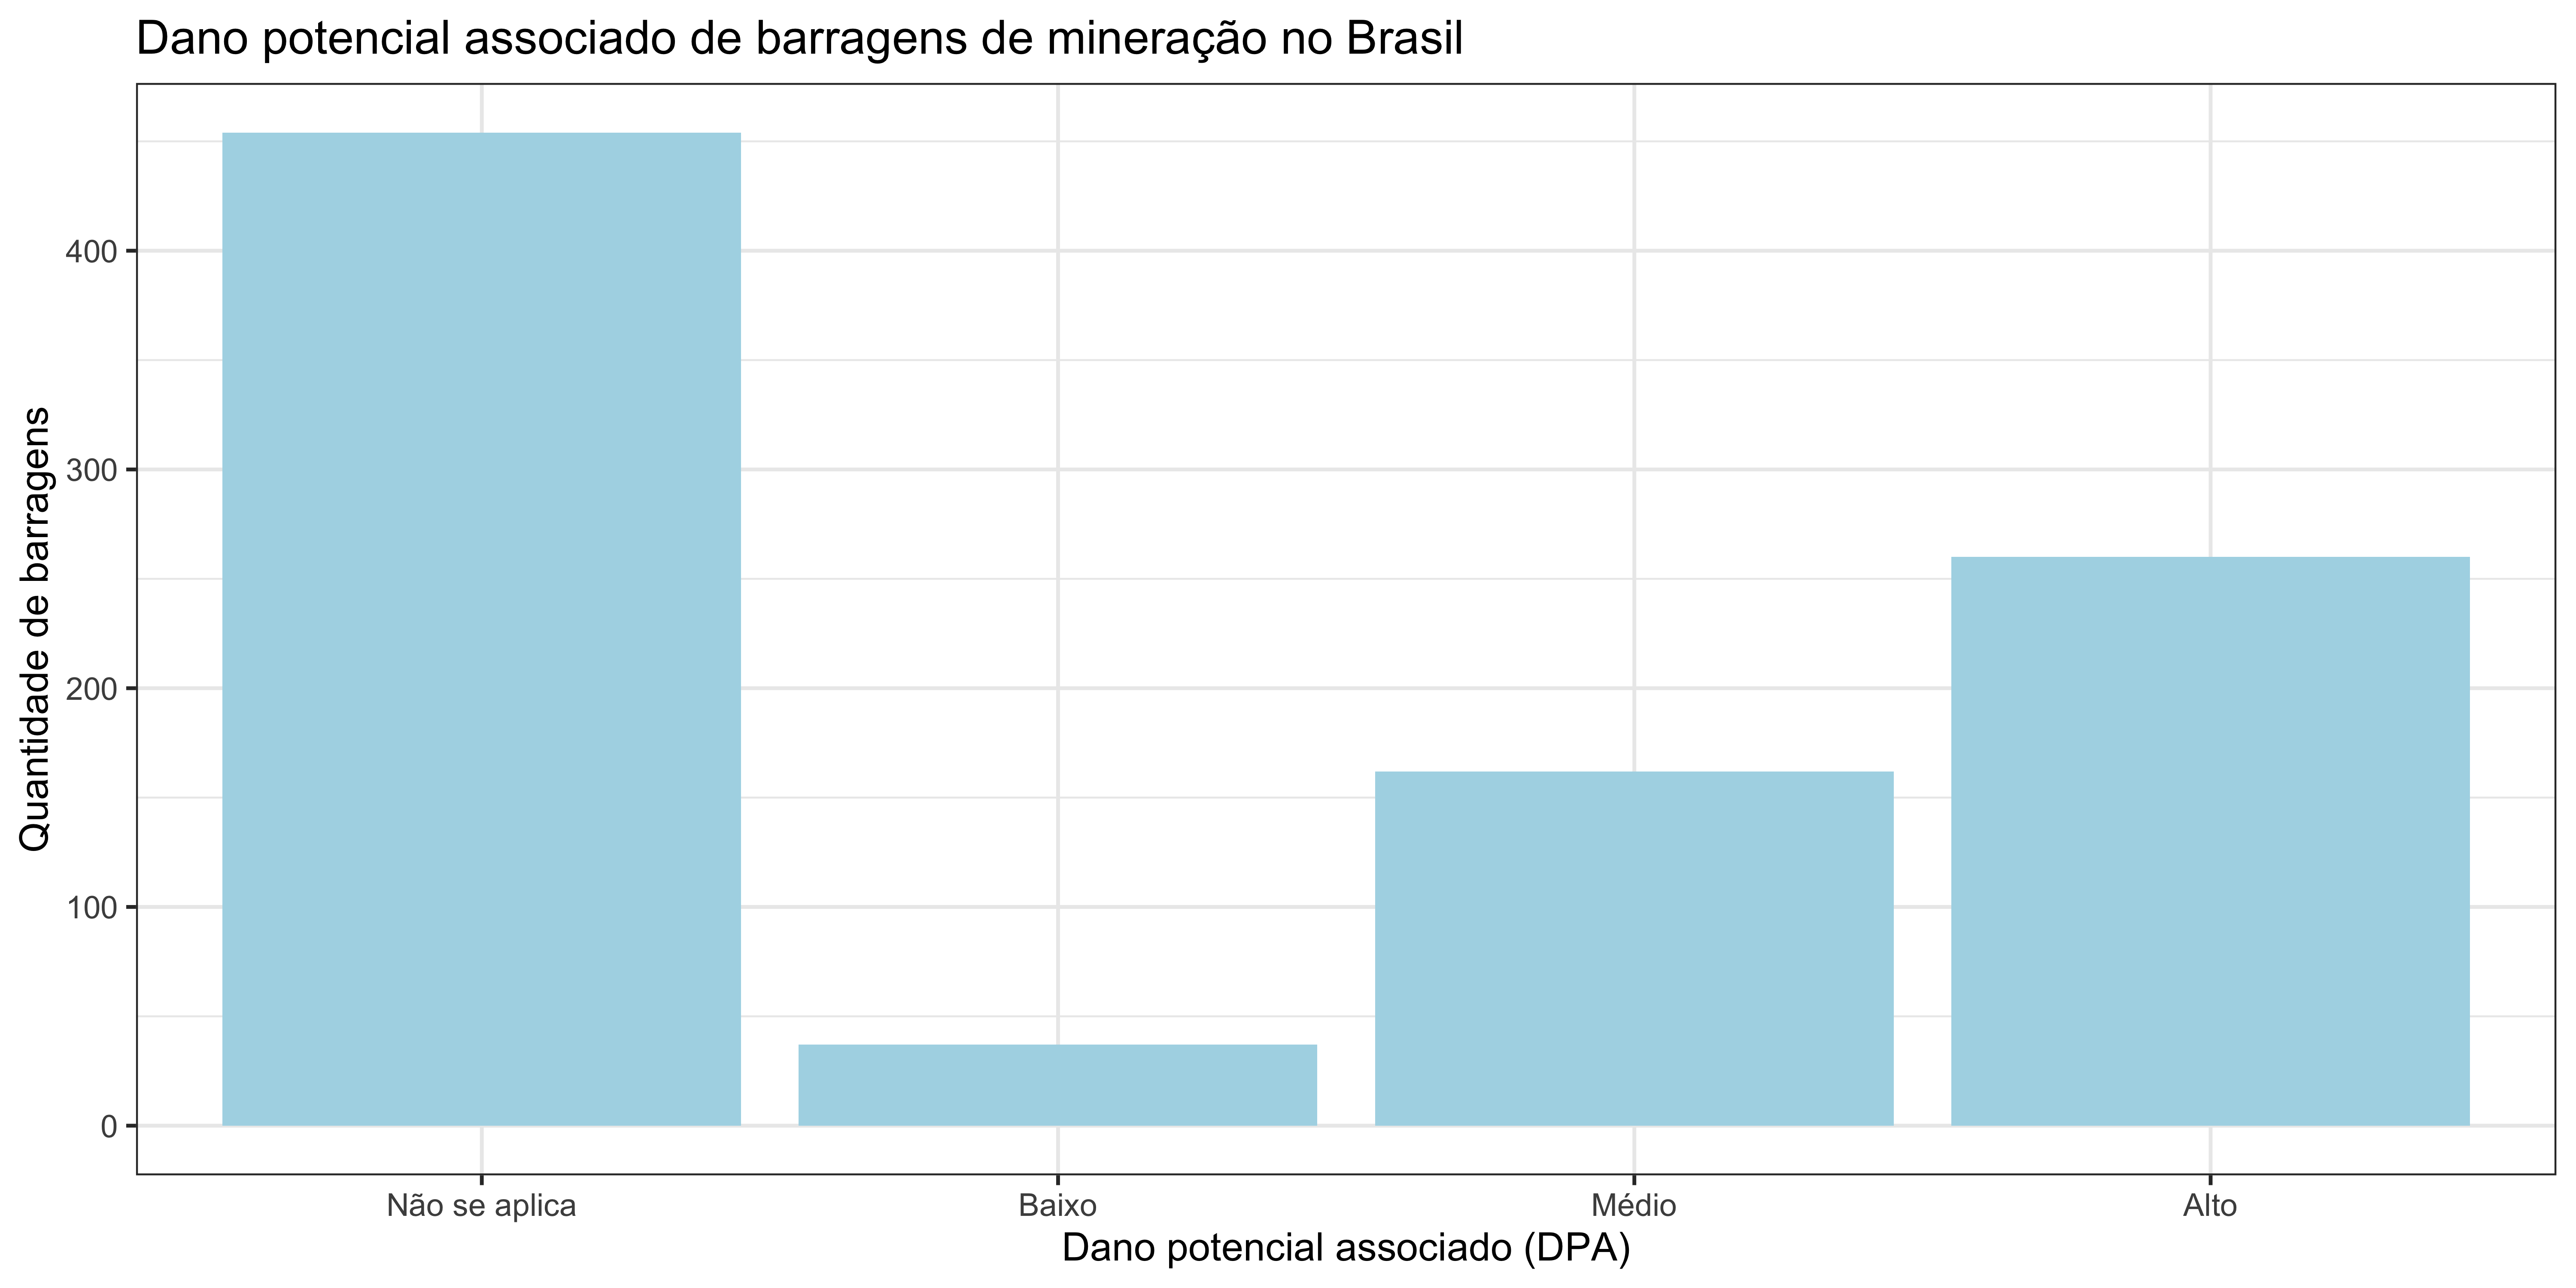 Dano potencial associado de barragens de mineração no Brasil
Quantidade de barragens
400
300
200
100
0
Não se aplica
Baixo
Médio
Alto
Dano potencial associado (DPA)